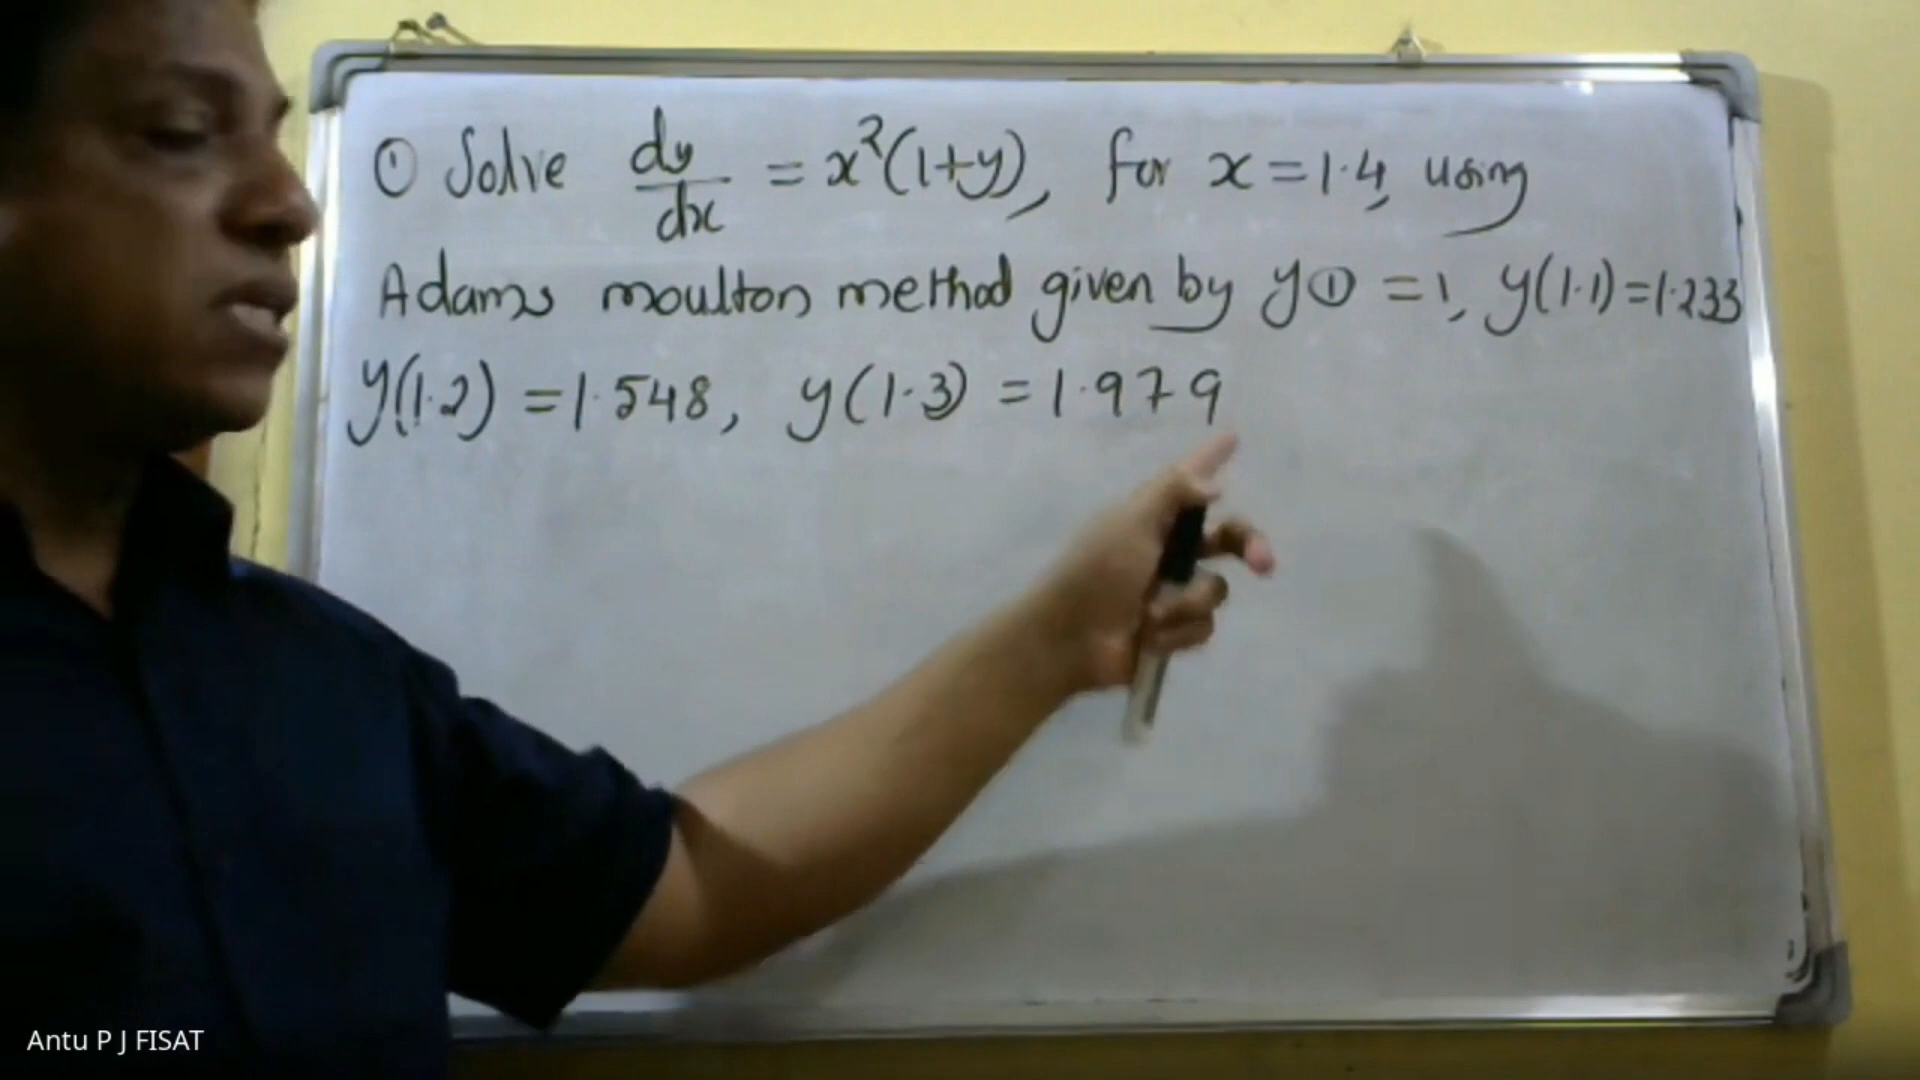 ① Solve dy/dx = x²(1+y), for x = 1.4, using
Adams moulton method given by y① = 1, y(1.1) = 1.233
y(1.2) = 1.548, y(1.3) = 1.979
Antu P J FISAT